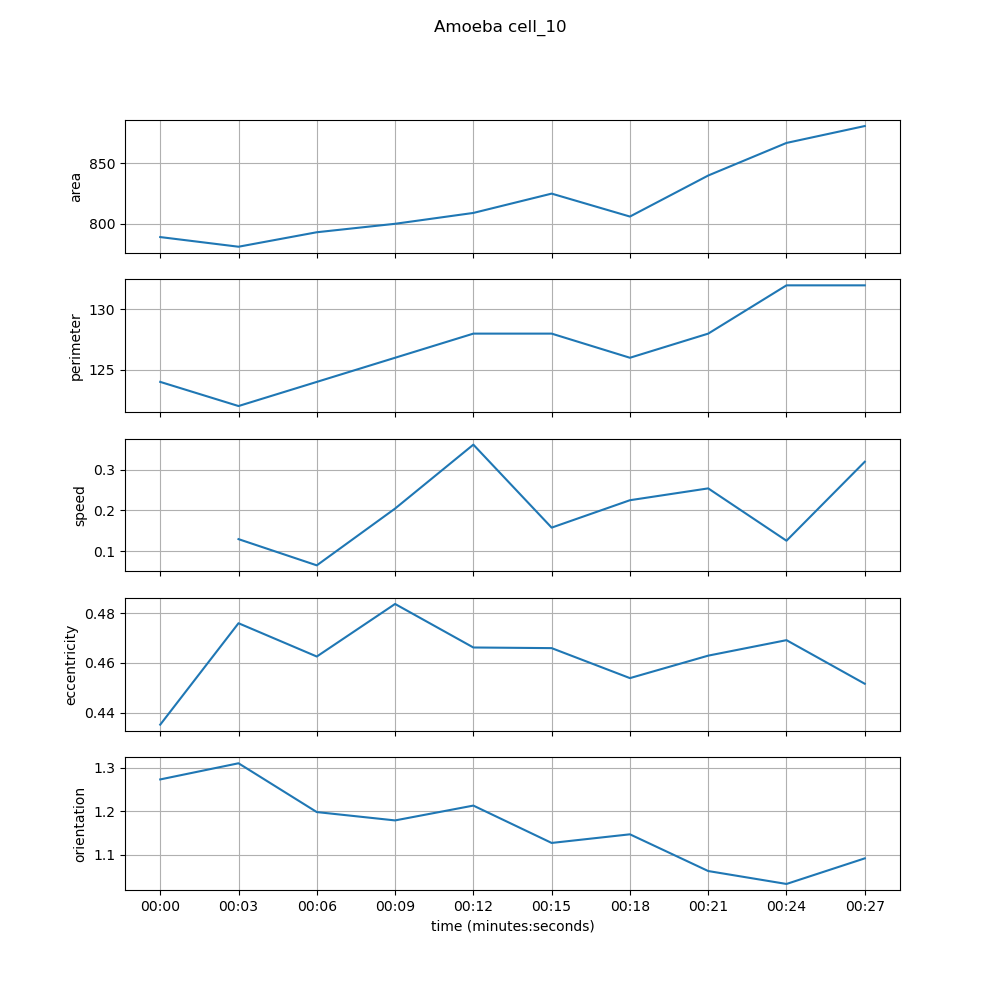 Amoeba cell_10
850
800
area
130
125
perimeter
0.3
0.2
0.1
speed
0.48
0.46
0.44
eccentricity
1.3
1.2
1.1
orientation
00:00 00:03 00:06 00:09 00:12 00:15 00:18 00:21 00:24 00:27
time (minutes:seconds)